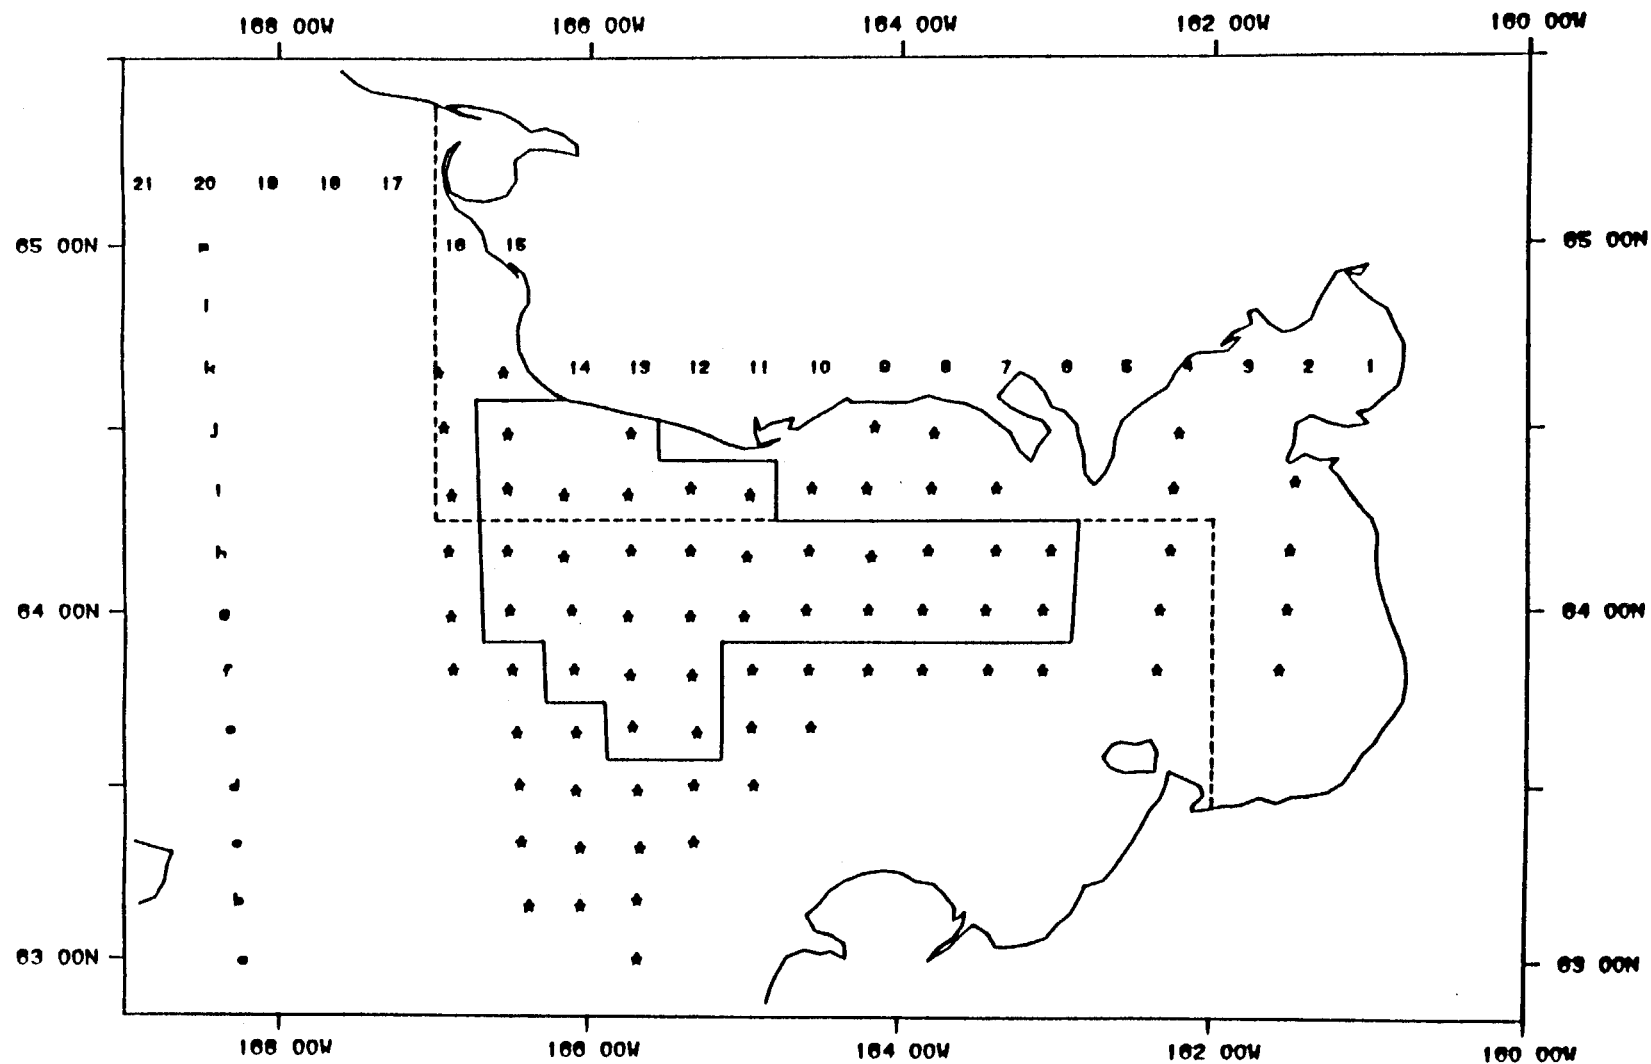 168 00W 166 00W 164 00W 162 00W 160 00W
21 20 19 18 17
65 00N 16 15 65 00N
l
k 14 13 12 11 10 9 8 7 6 5 4 3 2 1
j
h
64 00N g 64 00N
f
d
b
63 00N 63 00N
168 00W 166 00W 164 00W 162 00W 160 00W